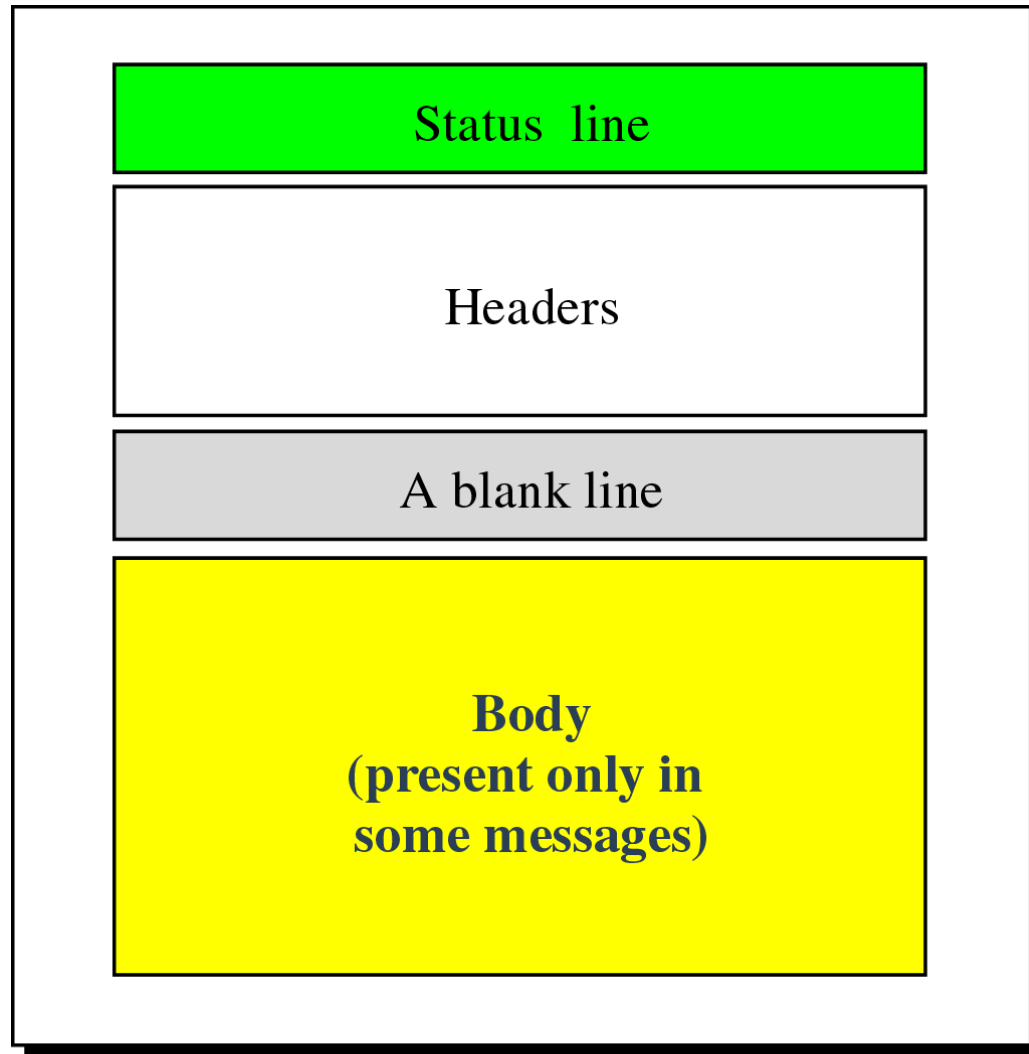 Status line
Headers
A blank line
Body
(present only in
some messages)